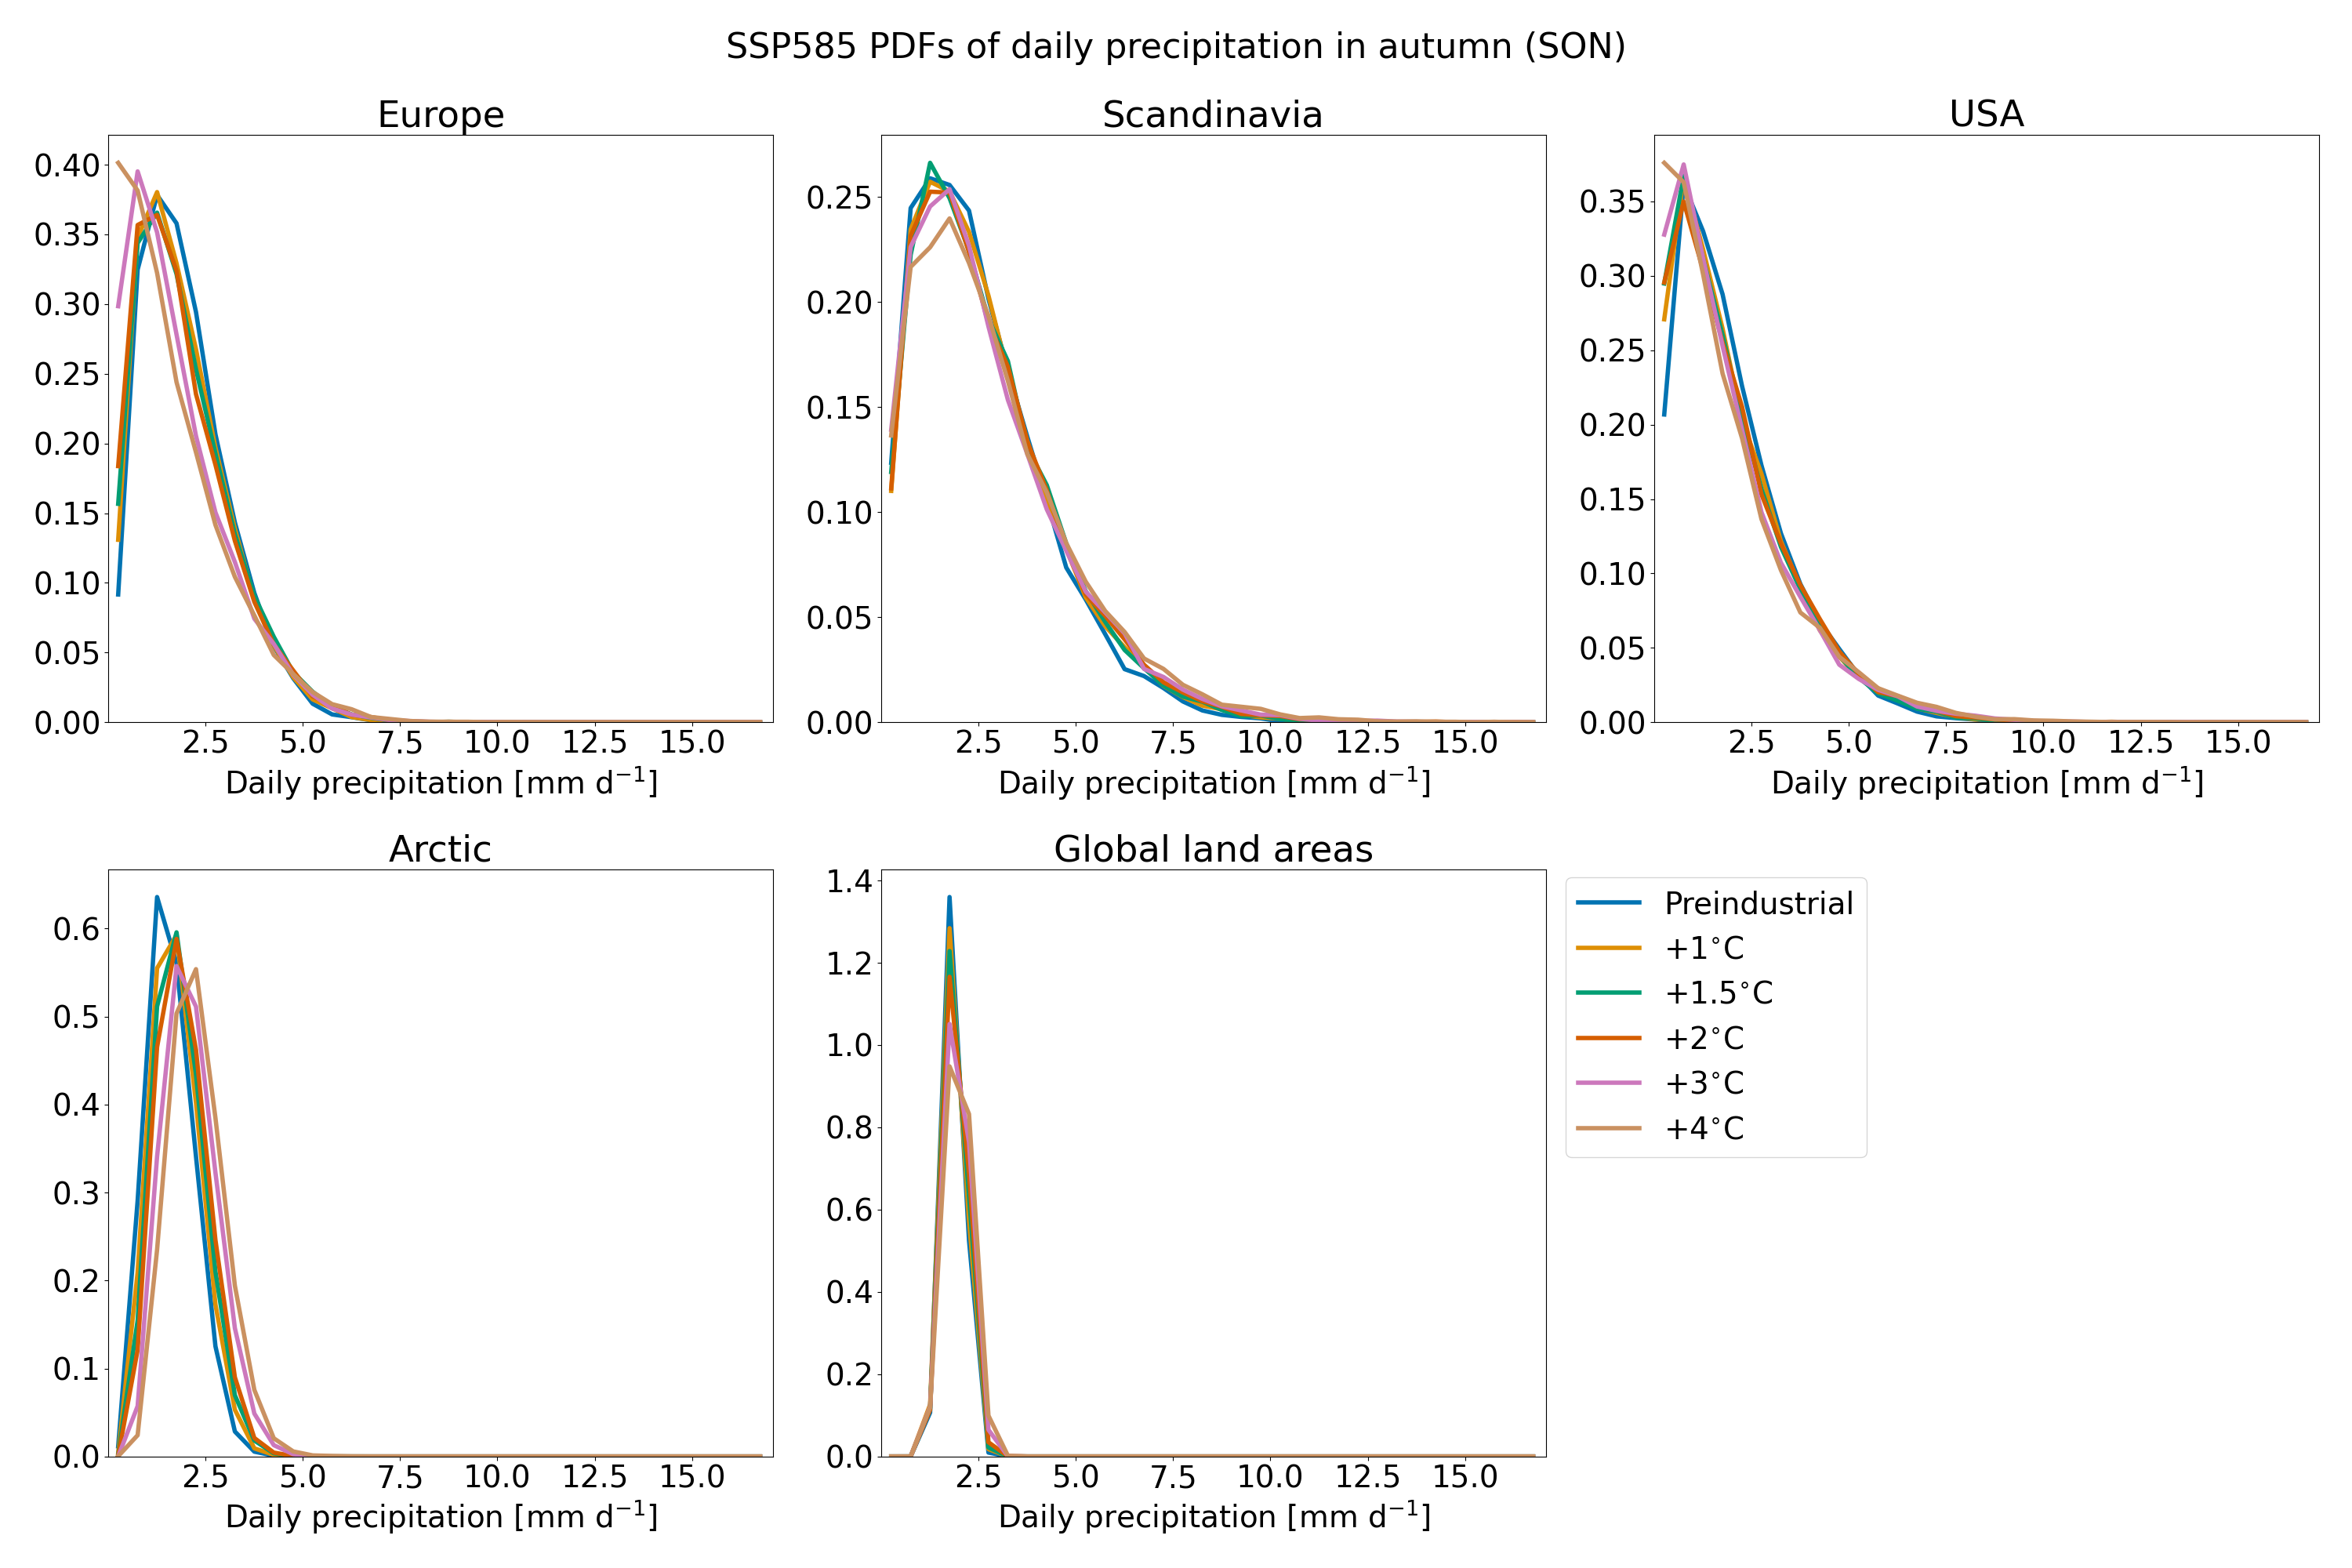 SSP585 PDFs of daily precipitation in autumn (SON)
Europe
0.40
0.35
0.30
0.25
0.20
0.15
0.10
0.05
0.00
2.5 5.0 7.5 10.0 12.5 15.0
Daily precipitation [mm d⁻¹]
Scandinavia
0.25
0.20
0.15
0.10
0.05
0.00
2.5 5.0 7.5 10.0 12.5 15.0
Daily precipitation [mm d⁻¹]
USA
0.35
0.30
0.25
0.20
0.15
0.10
0.05
0.00
2.5 5.0 7.5 10.0 12.5 15.0
Daily precipitation [mm d⁻¹]
Arctic
0.6
0.5
0.4
0.3
0.2
0.1
0.0
2.5 5.0 7.5 10.0 12.5 15.0
Daily precipitation [mm d⁻¹]
Global land areas
1.4
1.2
1.0
0.8
0.6
0.4
0.2
0.0
2.5 5.0 7.5 10.0 12.5 15.0
Daily precipitation [mm d⁻¹]
Preindustrial
+1°C
+1.5°C
+2°C
+3°C
+4°C